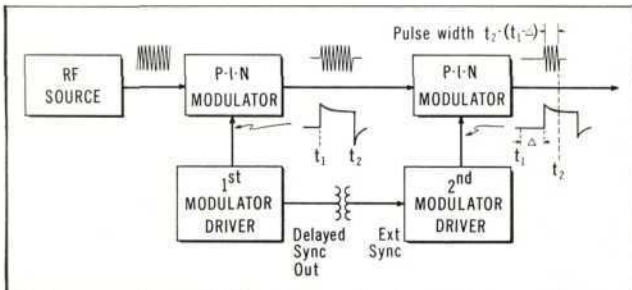 Pulse width t2-(t1-Δ)
RF
SOURCE
P-I-N
MODULATOR
P-I-N
MODULATOR
t1
t2
t1
Δ
t2
1st
MODULATOR
DRIVER
2nd
MODULATOR
DRIVER
Delayed
Sync
Out
Ext
Sync